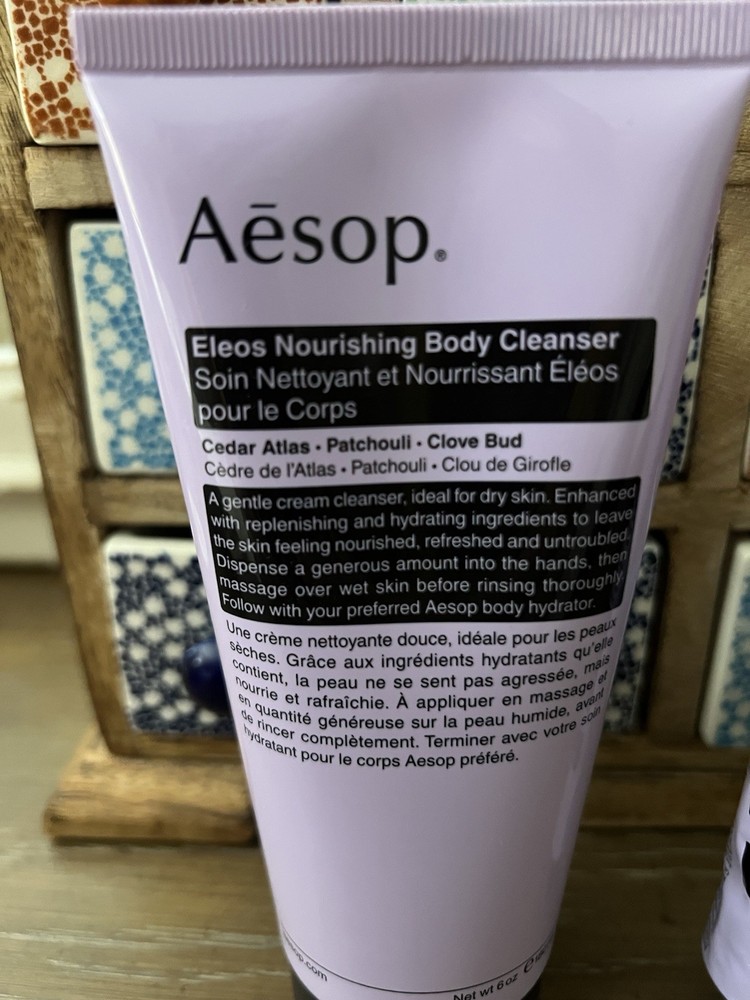 Aēsop®
Eleos Nourishing Body Cleanser
Soin Nettoyant et Nourrissant Éléos
pour le Corps
Cedar Atlas • Patchouli • Clove Bud
Cèdre de l'Atlas • Patchouli • Clou de Girofle
A gentle cream cleanser, ideal for dry skin. Enhanced
with replenishing and hydrating ingredients to leave
the skin feeling nourished, refreshed and untroubled.
Dispense a generous amount into the hands, then
massage over wet skin before rinsing thoroughly.
Follow with your preferred Aesop body hydrator.
Une crème nettoyante douce, idéale pour les peaux
sèches. Grâce aux ingrédients hydratants qu'elle
contient, la peau ne se sent pas agressée, mais
nourrie et rafraîchie. À appliquer en massage et
en quantité généreuse sur la peau humide, avant
de rincer complètement. Terminer avec votre soin
hydratant pour le corps Aesop préféré.
aesop.com
Net wt 6 oz ℮